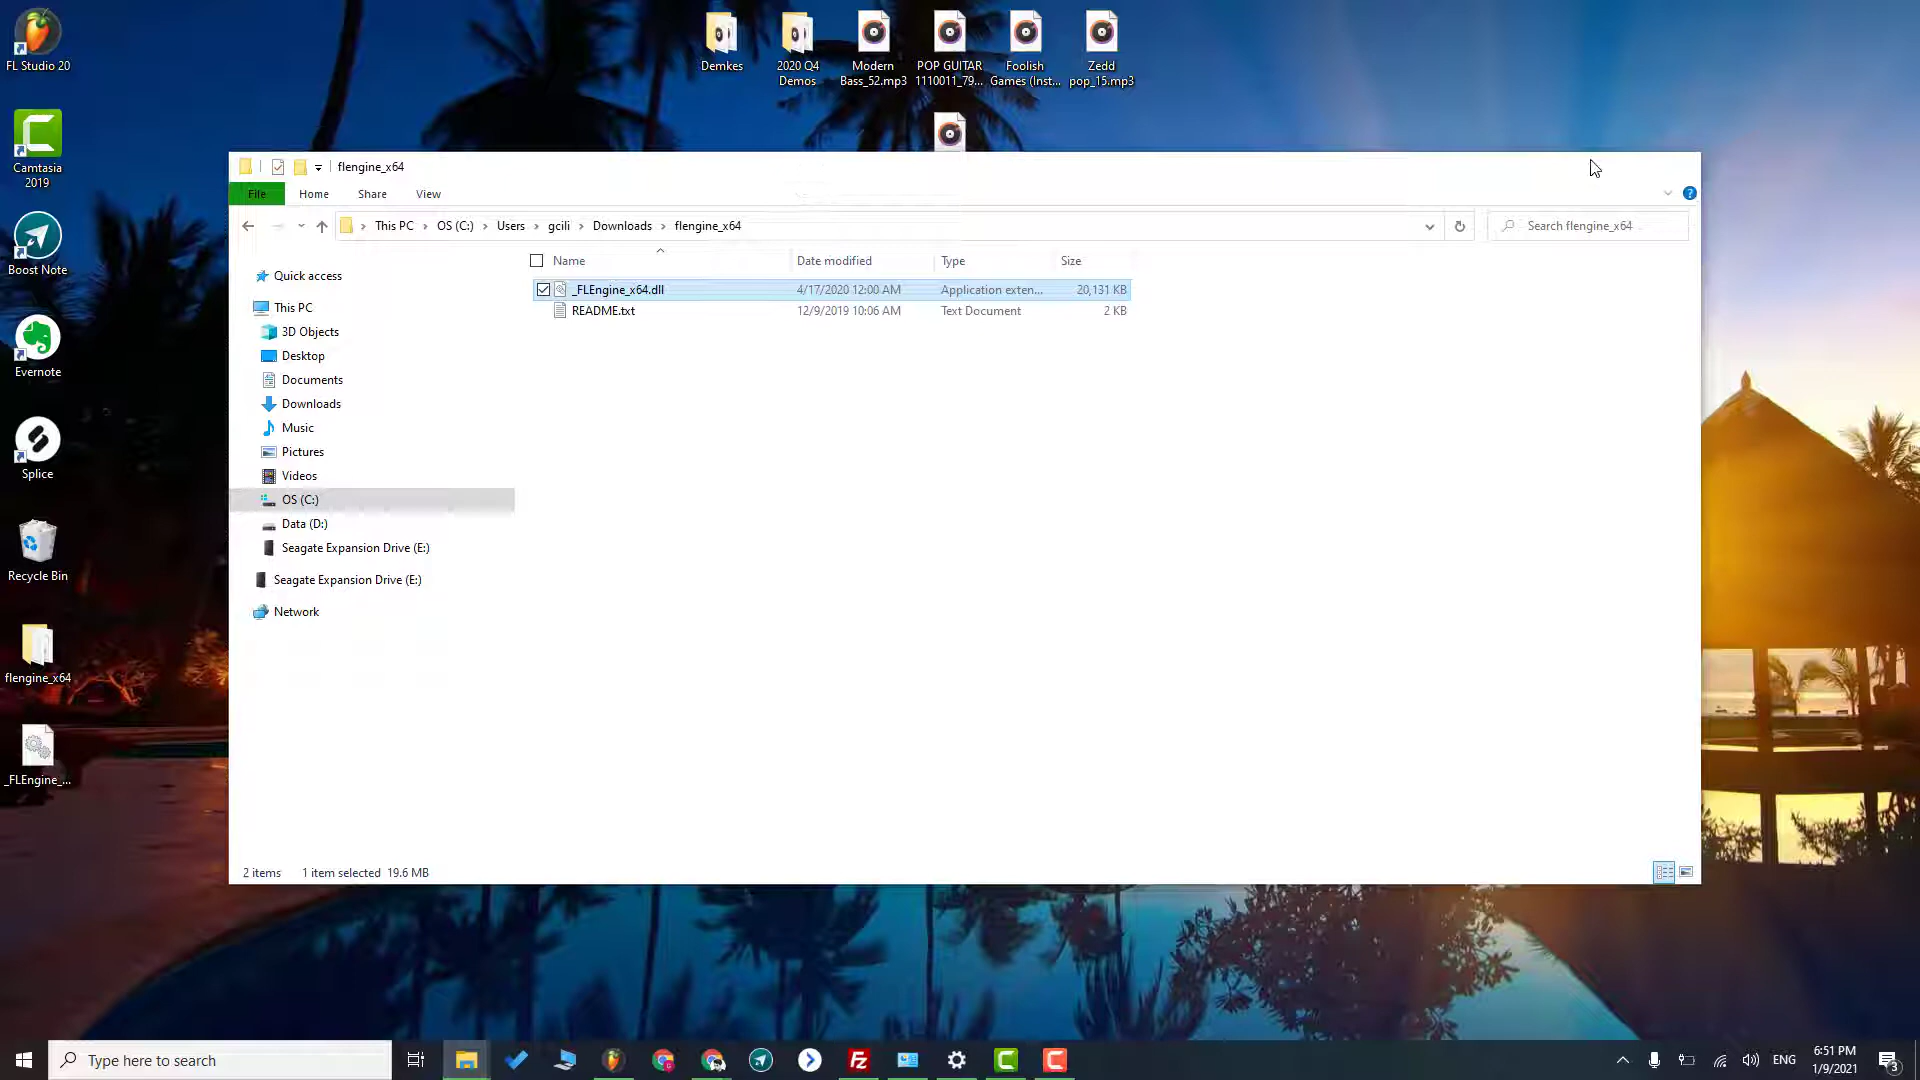 FL Studio 20
Camtasia
2019
Boost Note
Evernote
Splice
Recycle Bin
flengine_x64
_FLEngine_...
Demkes
2020 Q4
Demos
Modern
Bass_52.mp3
POP GUITAR
1110011_79...
Foolish
Games (Inst...
Zedd
pop_15.mp3
flengine_x64
File Home Share View
This PC > OS (C:) > Users > gcili > Downloads > flengine_x64
Search flengine_x64
Name Date modified Type Size
_FLEngine_x64.dll 4/17/2020 12:00 AM Application exten... 20,131 KB
README.txt 12/9/2019 10:06 AM Text Document 2 KB
Quick access
This PC
3D Objects
Desktop
Documents
Downloads
Music
Pictures
Videos
OS (C:)
Data (D:)
Seagate Expansion Drive (E:)
Seagate Expansion Drive (E:)
Network
2 items 1 item selected 19.6 MB
Type here to search
ENG
6:51 PM
1/9/2021
3